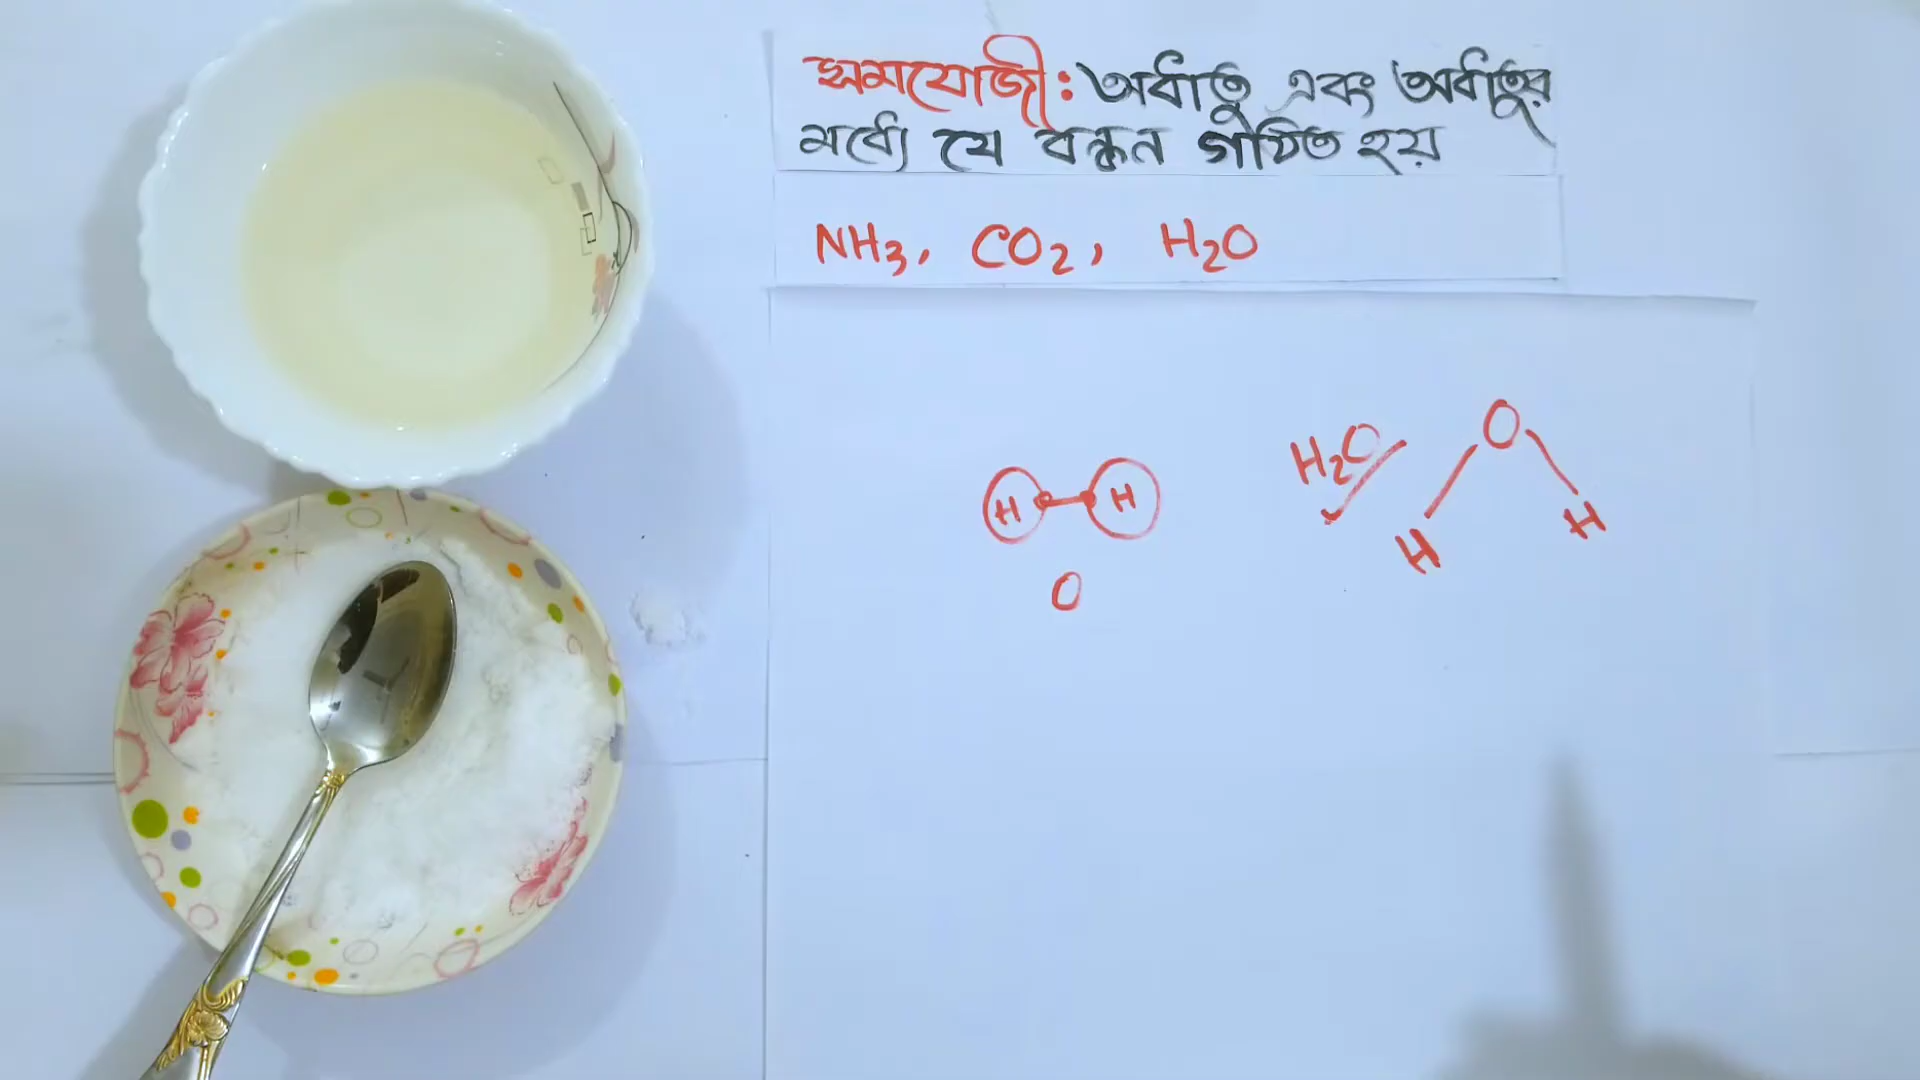 সমযোজী: অধাতু এবং অধাতুর
মধ্যে যে বন্ধন গঠিত হয়
NH3, CO2, H2O
H H
O
H2O
O
H H